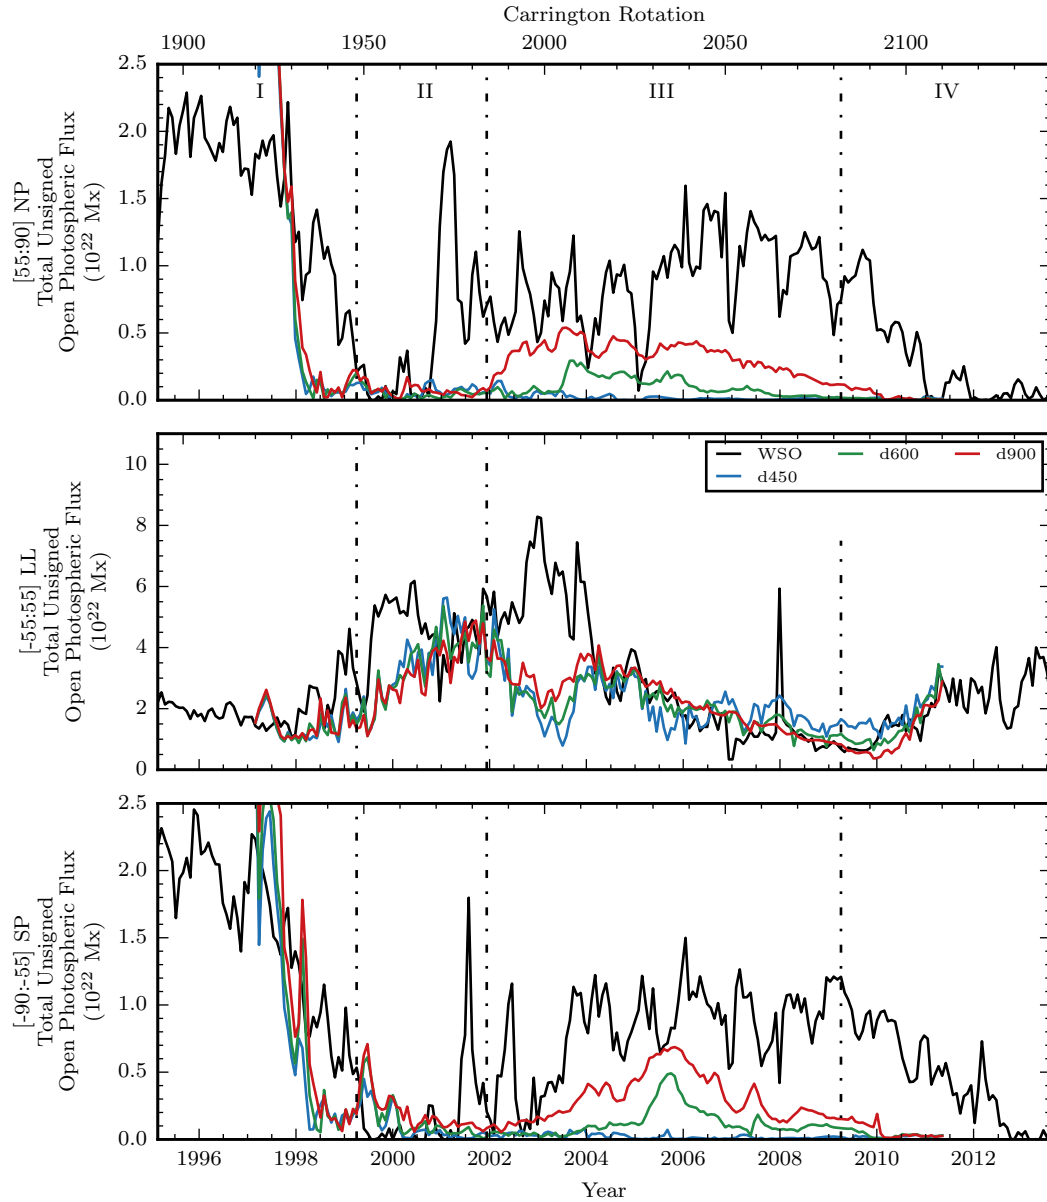 Carrington Rotation
1900 1950 2000 2050 2100
[55:90] NP
Total Unsigned
Open Photospheric Flux
(10²² Mx)
2.5
2.0
1.5
1.0
0.5
0.0
I II III IV
[-55:55] LL
Total Unsigned
Open Photospheric Flux
(10²² Mx)
10
8
6
4
2
0
WSO d600 d900
d450
[-90:-55] SP
Total Unsigned
Open Photospheric Flux
(10²² Mx)
2.5
2.0
1.5
1.0
0.5
0.0
1996 1998 2000 2002 2004 2006 2008 2010 2012
Year